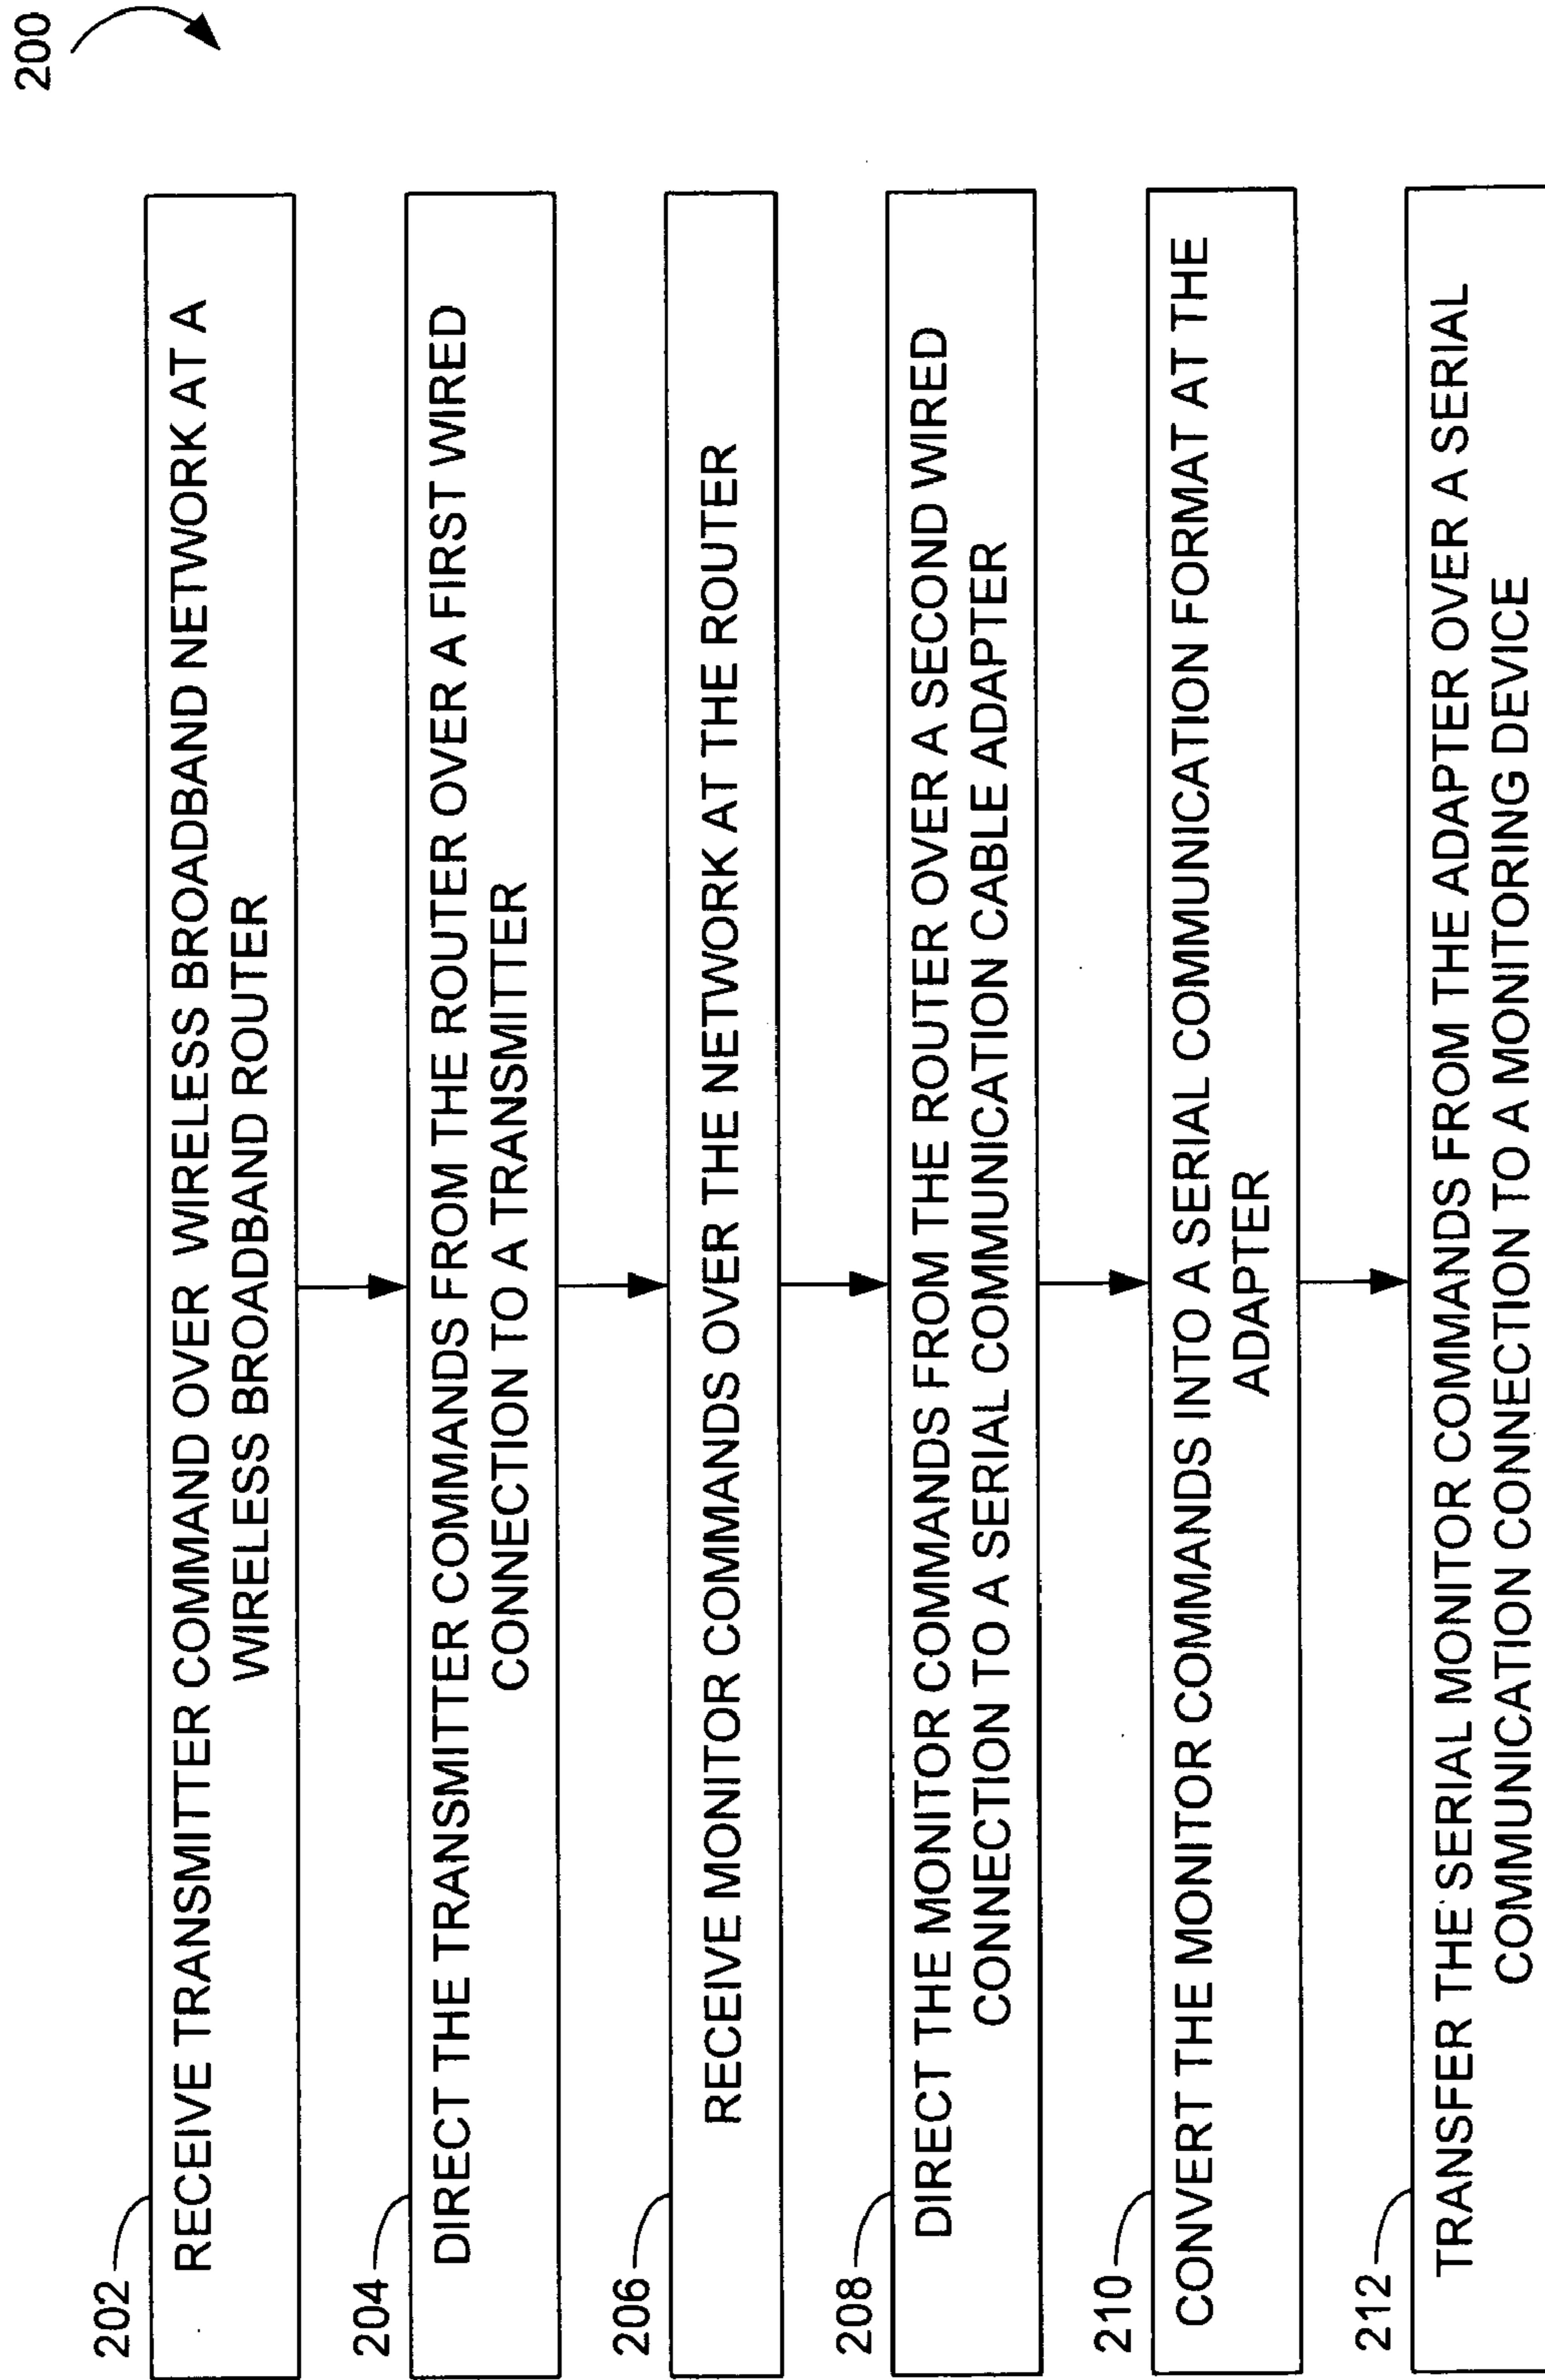 200
202
RECEIVE TRANSMITTER COMMAND OVER WIRELESS BROADBAND NETWORK AT A
WIRELESS BROADBAND ROUTER
204
DIRECT THE TRANSMITTER COMMANDS FROM THE ROUTER OVER A FIRST WIRED
CONNECTION TO A TRANSMITTER
206
RECEIVE MONITOR COMMANDS OVER THE NETWORK AT THE ROUTER
208
DIRECT THE MONITOR COMMANDS FROM THE ROUTER OVER A SECOND WIRED
CONNECTION TO A SERIAL COMMUNICATION CABLE ADAPTER
210
CONVERT THE MONITOR COMMANDS INTO A SERIAL COMMUNICATION FORMAT AT THE
ADAPTER
212
TRANSFER THE SERIAL MONITOR COMMANDS FROM THE ADAPTER OVER A SERIAL
COMMUNICATION CONNECTION TO A MONITORING DEVICE